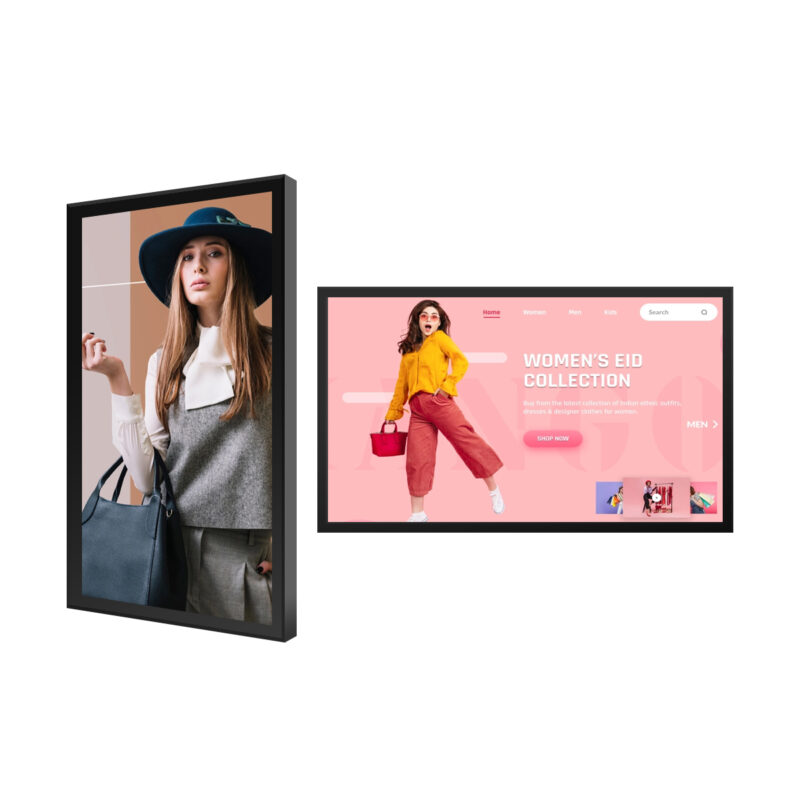 Home Women Men Kids Search
WOMEN'S EID
COLLECTION
Buy from the latest collection of Indian ethnic outfits,
dresses & designer clothes for women.
SHOP NOW
MEN
ANGO